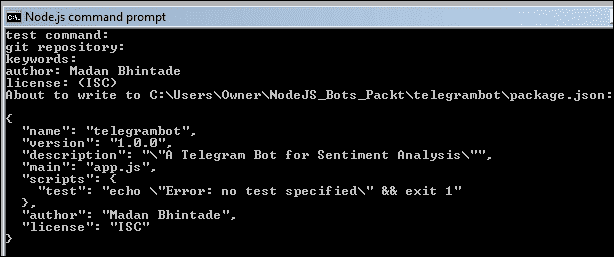 Node.js command prompt
test command:
git repository:
keywords:
author: Madan Bhintade
license: (ISC)
About to write to C:\Users\Owner\NodeJS_Bots_Packt\telegrambot\package.json:
{
"name": "telegrambot",
"version": "1.0.0",
"description": "\"A Telegram Bot for Sentiment Analysis\"",
"main": "app.js",
"scripts": {
"test": "echo \"Error: no test specified\" && exit 1"
},
"author": "Madan Bhintade",
"license": "ISC"
}